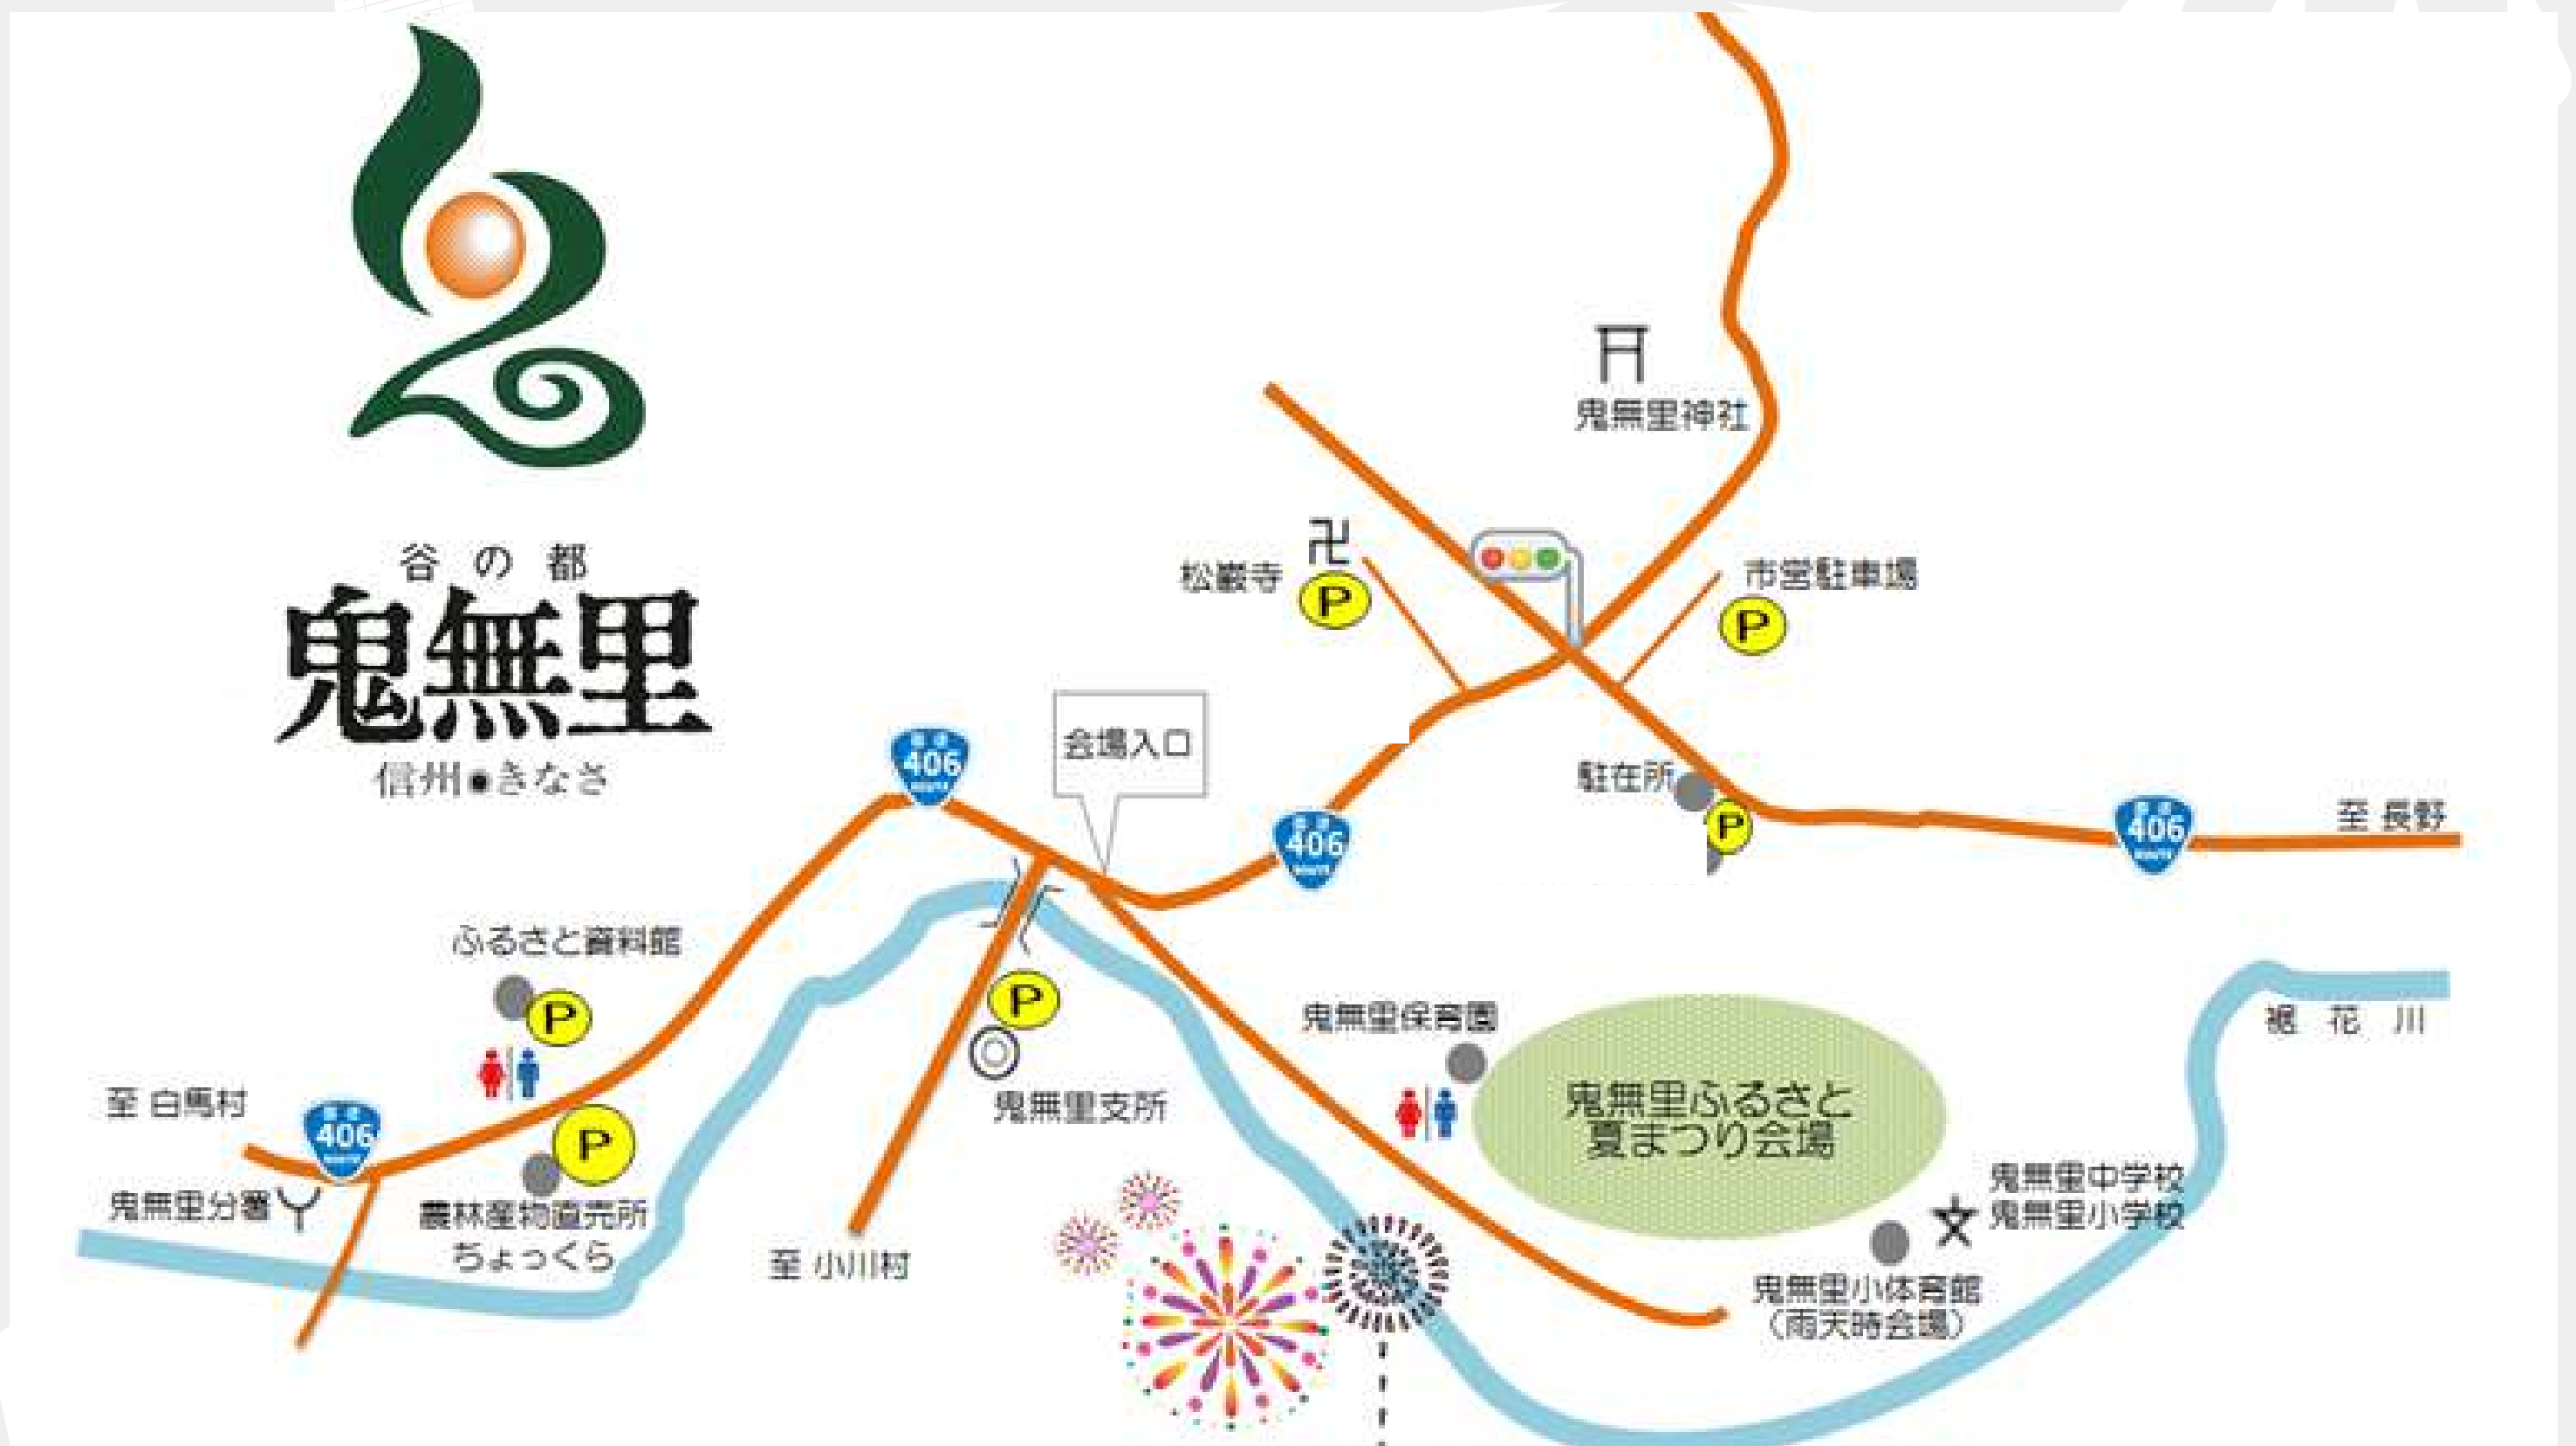 谷の都
鬼無里
信州●きなさ
鬼無里神社
松巌寺
P
市営駐車場
P
会場入口
406
406
駐在所
P
406
至 長野
ふるさと資料館
P
P
鬼無里支所
鬼無里保育園
裾 花 川
至 白馬村
406
P
鬼無里ふるさと
夏まつり会場
鬼無里分署
農林産物直売所
ちょっくら
至 小川村
鬼無里中学校
鬼無里小学校
鬼無里小体育館
（雨天時会場）